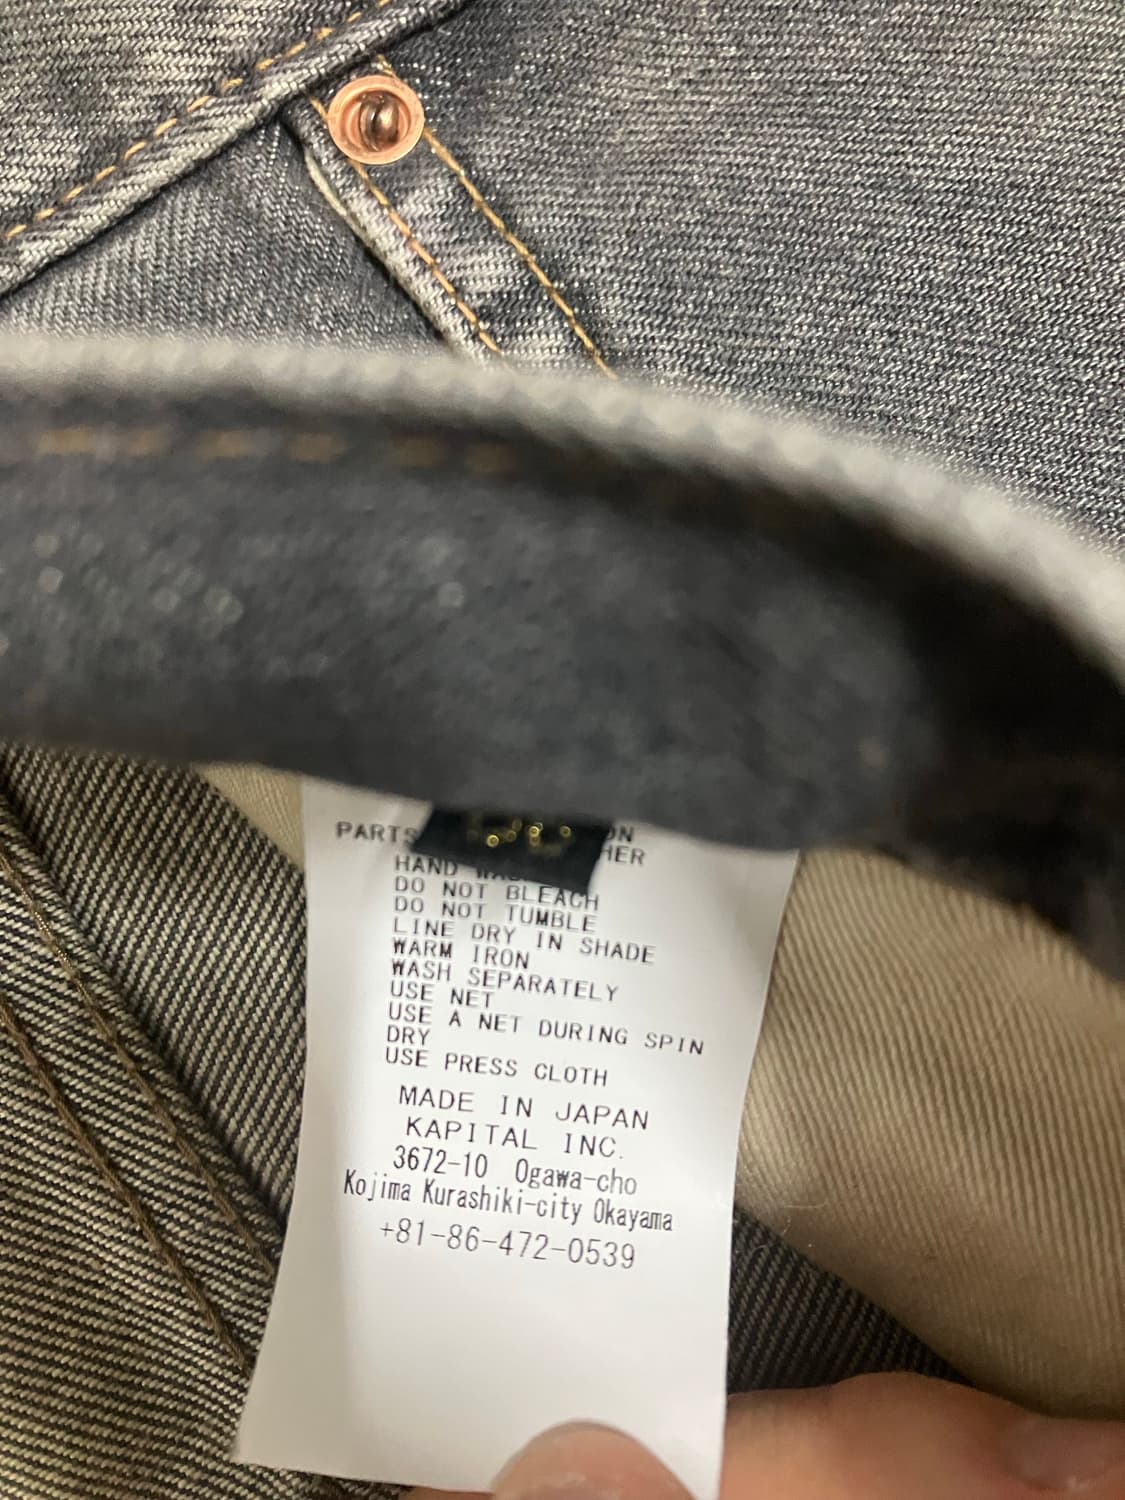 PARTS
HAND
DO NOT BLEACH
DO NOT TUMBLE
LINE DRY IN SHADE
WARM IRON
WASH SEPARATELY
USE NET
USE A NET DURING SPIN
DRY
USE PRESS CLOTH
MADE IN JAPAN
KAPITAL INC.
3672-10 Ogawa-cho
Kojima Kurashiki-city Okayama
+81-86-472-0539